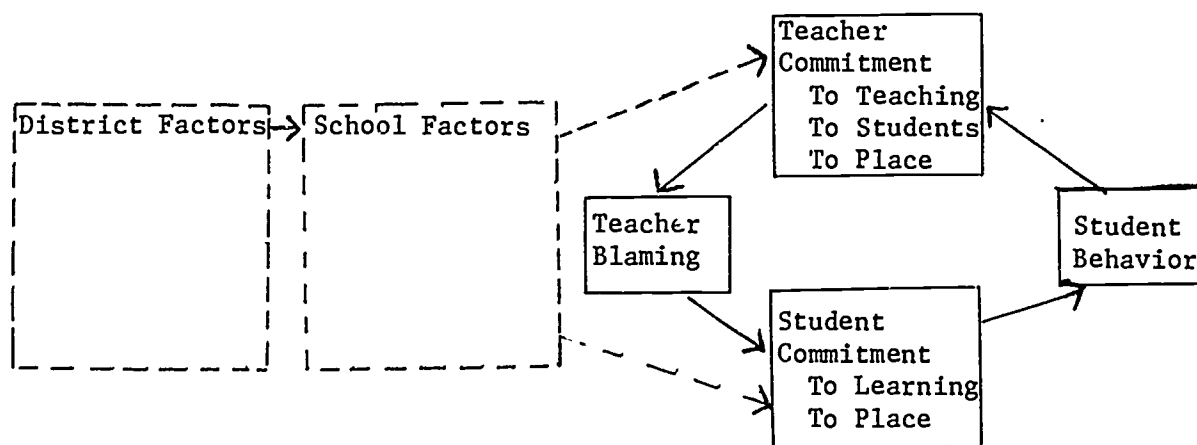 District Factors
School Factors
Teacher
Commitment
To Teaching
To Students
To Place
Teacher
Blaming
Student
Behavior
Student
Commitment
To Learning
To Place